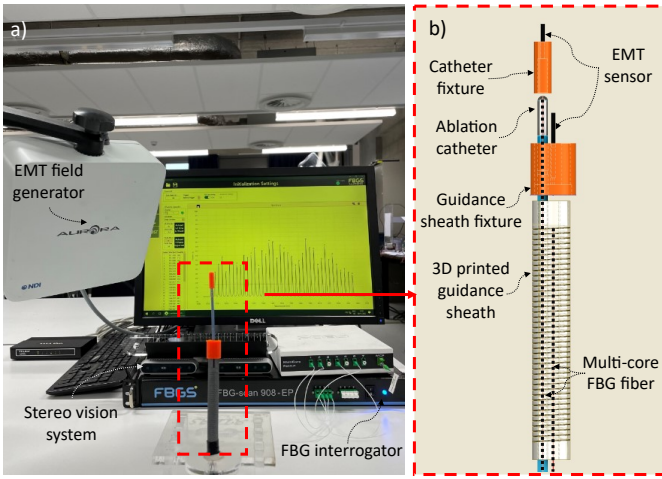 a)
EMT field
generator
AURORA
NDI
Initialization Settings
FBGS
DELL
FBGS
FBG-scan 908-EP
Stereo vision
system
FBG interrogator
b)
Catheter
fixture
EMT
sensor
Ablation
catheter
Guidance
sheath fixture
3D printed
guidance
sheath
Multi-core
FBG fiber